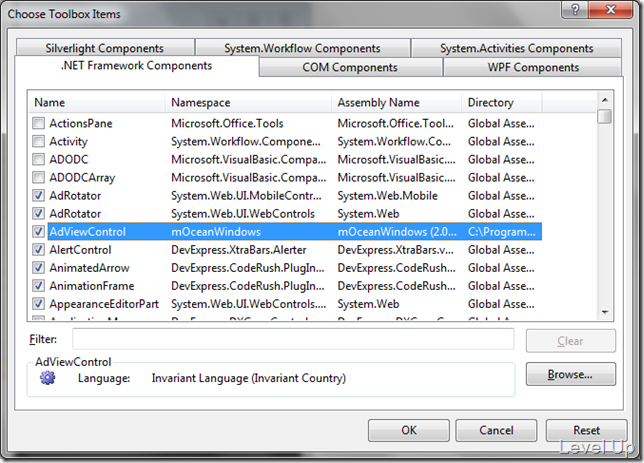 Choose Toolbox Items
Silverlight Components System.Workflow Components System.Activities Components
.NET Framework Components COM Components WPF Components
Name Namespace Assembly Name Directory
ActionsPane Microsoft.Office.Tools Microsoft.Office.Tool... Global Asse...
Activity System.Workflow.Compone... System.Workflow.Com... Global Asse...
ADODC Microsoft.VisualBasic.Compa... Microsoft.VisualBasic.... Global Asse...
ADODCArray Microsoft.VisualBasic.Compa... Microsoft.VisualBasic.... Global Asse...
AdRotator System.Web.UI.MobileContr... System.Web.Mobile Global Asse...
AdRotator System.Web.UI.WebControls System.Web Global Asse...
AdViewControl mOceanWindows mOceanWindows (2.0... C:\Program...
AlertControl DevExpress.XtraBars.Alerter DevExpress.XtraBars.v... Global Asse...
AnimatedArrow DevExpress.CodeRush.PlugIn... DevExpress.CodeRush... Global Asse...
AnimationFrame DevExpress.CodeRush.PlugIn... DevExpress.CodeRush... Global Asse...
AppearanceEditorPart System.Web.UI.WebControls.... System.Web Global Asse...
Filter: Clear
AdViewControl
Language: Invariant Language (Invariant Country) Browse...
OK Cancel Reset
Level Up